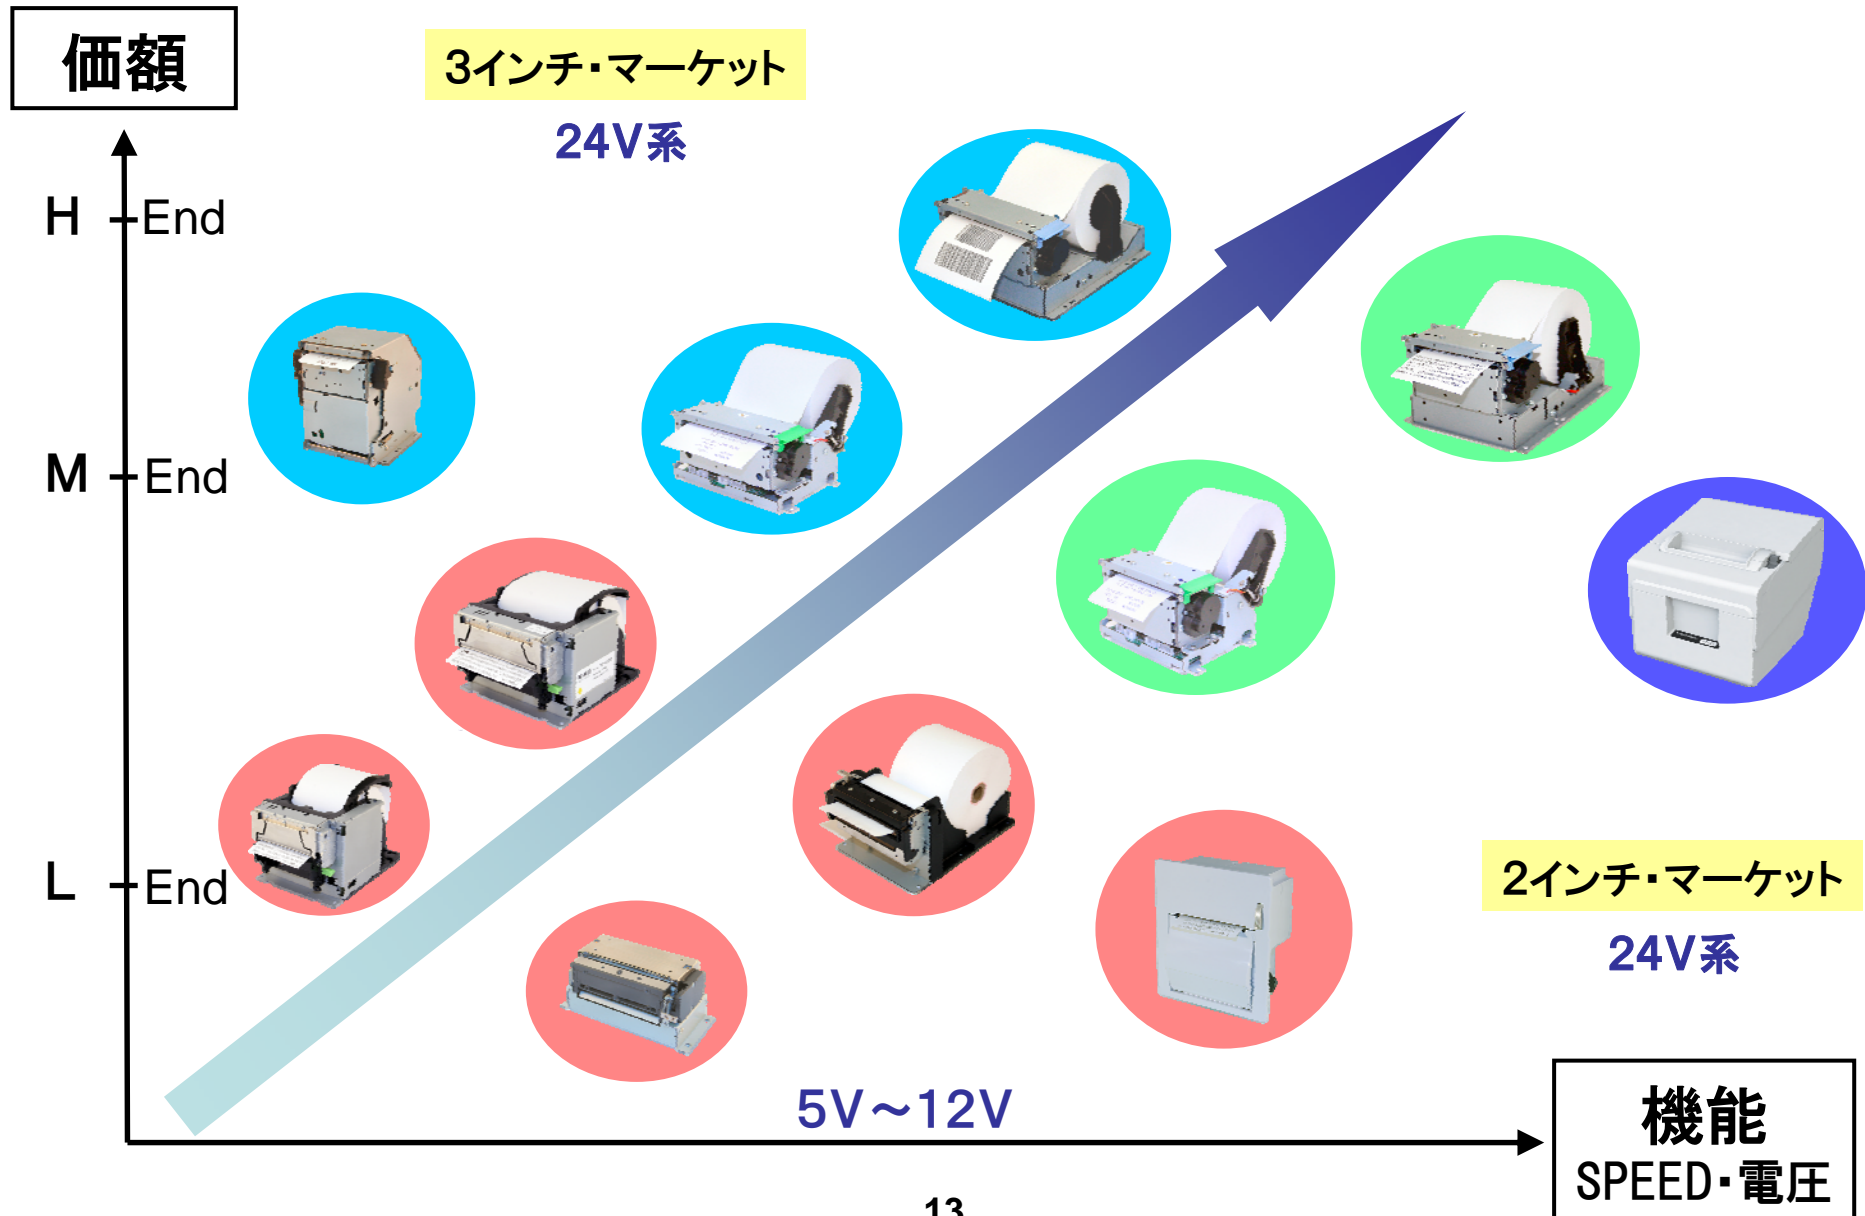 価額
3インチ・マーケット
24V系
H End
M End
L End
2インチ・マーケット
24V系
5V～12V
機能
SPEED・電圧
13